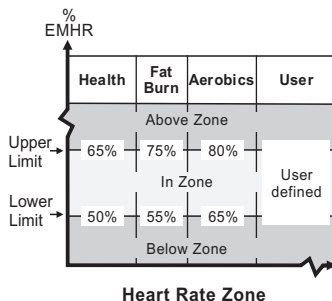 %
EMHR
Health Fat Burn Aerobics User
Above Zone
Upper Limit 65% 75% 80%
In Zone
User defined
Lower Limit 50% 55% 65%
Below Zone
Heart Rate Zone